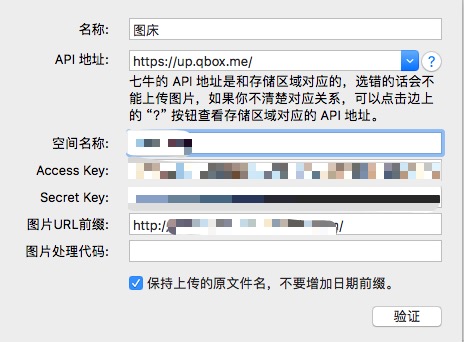 名称: 图床
API 地址: https://up.qbox.me/ ?
七牛的 API 地址是和存储区域对应的，选错的话会不
能上传图片，如果你不清楚对应关系，可以点击边上
的 “?” 按钮查看存储区域对应的 API 地址。
空间名称:
Access Key:
Secret Key:
图片URL前缀: http:/
图片处理代码:
保持上传的原文件名，不要增加日期前缀。
验证